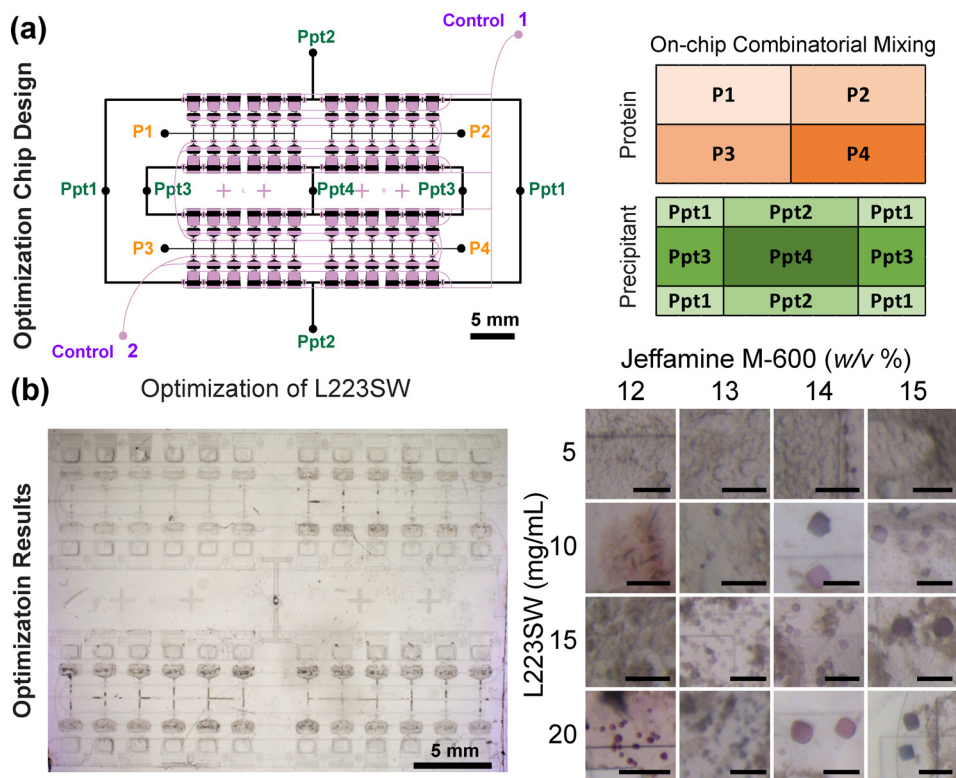 (a)
Optimization Chip Design
Control 1
Ppt2
P1
P2
Ppt1
Ppt3
Ppt4
Ppt3
Ppt1
P3
P4
Control 2
Ppt2
5 mm
On-chip Combinatorial Mixing
Protein
P1 P2
P3 P4
Precipitant
Ppt1 Ppt2 Ppt1
Ppt3 Ppt4 Ppt3
Ppt1 Ppt2 Ppt1
(b)
Optimizatoin Results
Optimization of L223SW
5 mm
Jeffamine M-600 (w/v %)
12 13 14 15
L223SW (mg/mL)
5
10
15
20